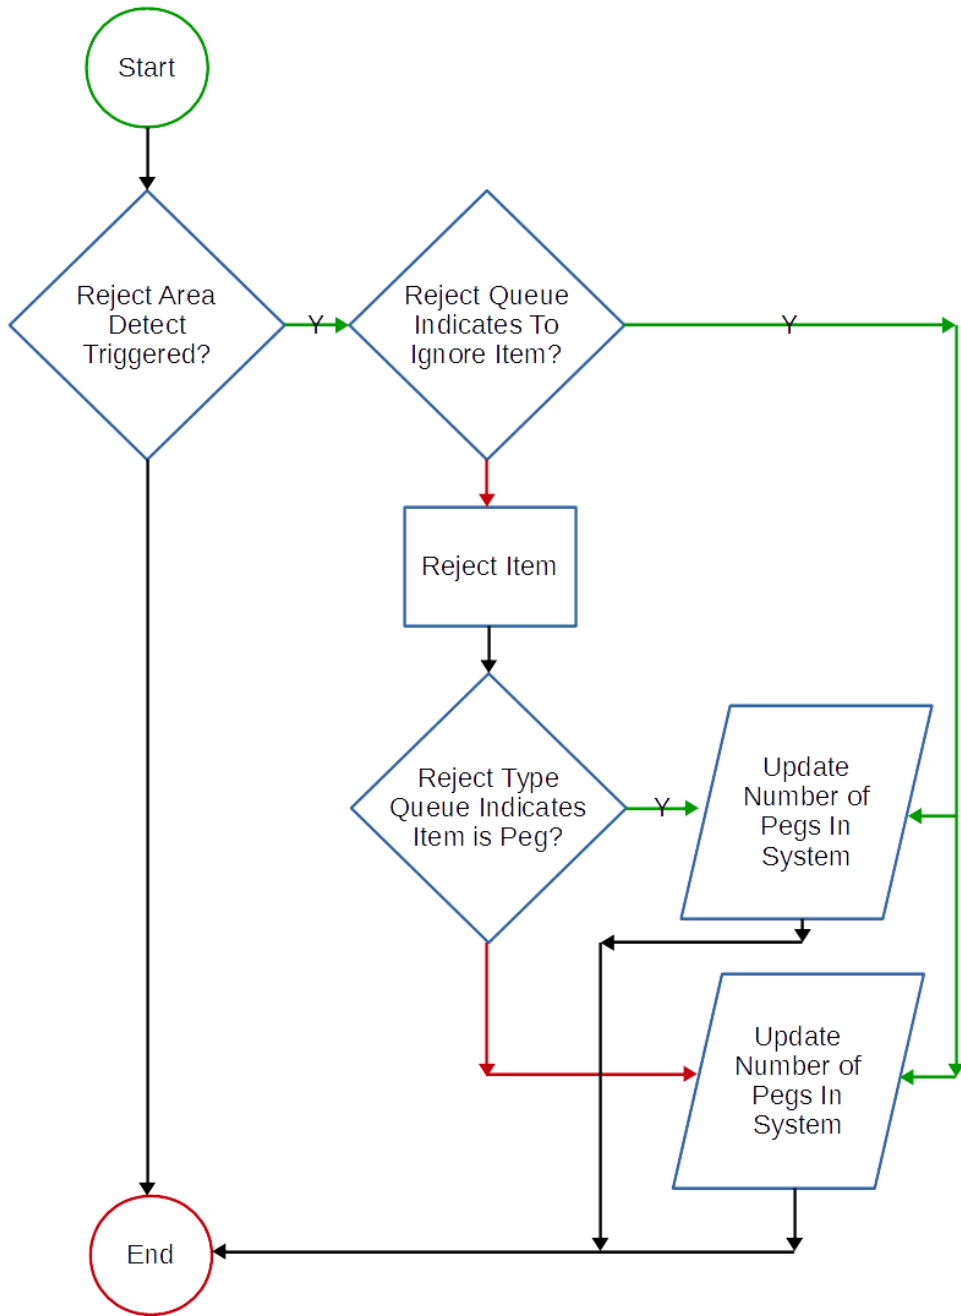 Start
Reject Area
Detect
Triggered?
Y
Reject Queue
Indicates To
Ignore Item?
Y
Reject Item
Reject Type
Queue Indicates
Item is Peg?
Y
Update
Number of
Pegs In
System
Update
Number of
Pegs In
System
End